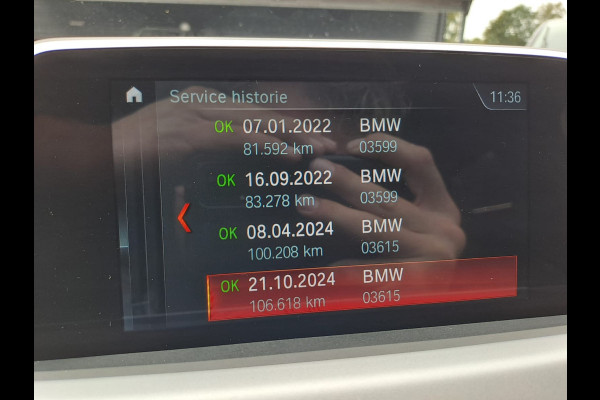 Service historie 11:36
OK 07.01.2022 BMW
81.592 km 03599
OK 16.09.2022 BMW
83.278 km 03599
OK 08.04.2024 BMW
100.208 km 03615
OK 21.10.2024 BMW
106.618 km 03615